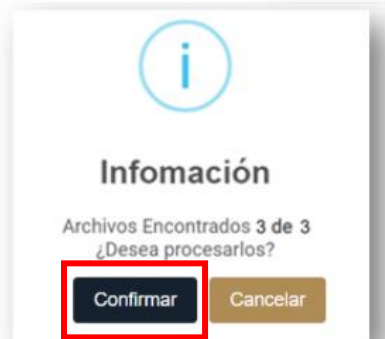 i
Infomación
Archivos Encontrados 3 de 3
¿Desea procesarlos?
Confirmar Cancelar